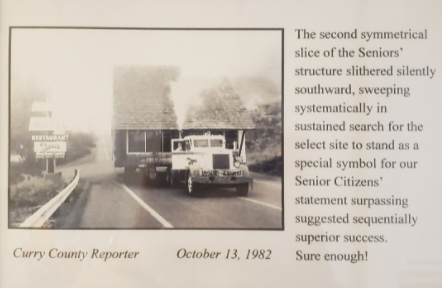 The second symmetrical
slice of the Seniors'
structure slithered silently
southward, sweeping
systematically in
sustained search for the
select site to stand as a
special symbol for our
Senior Citizens'
statement surpassing
suggested sequentially
superior success.
Sure enough!
RESTAURANT
Curry County Reporter October 13, 1982